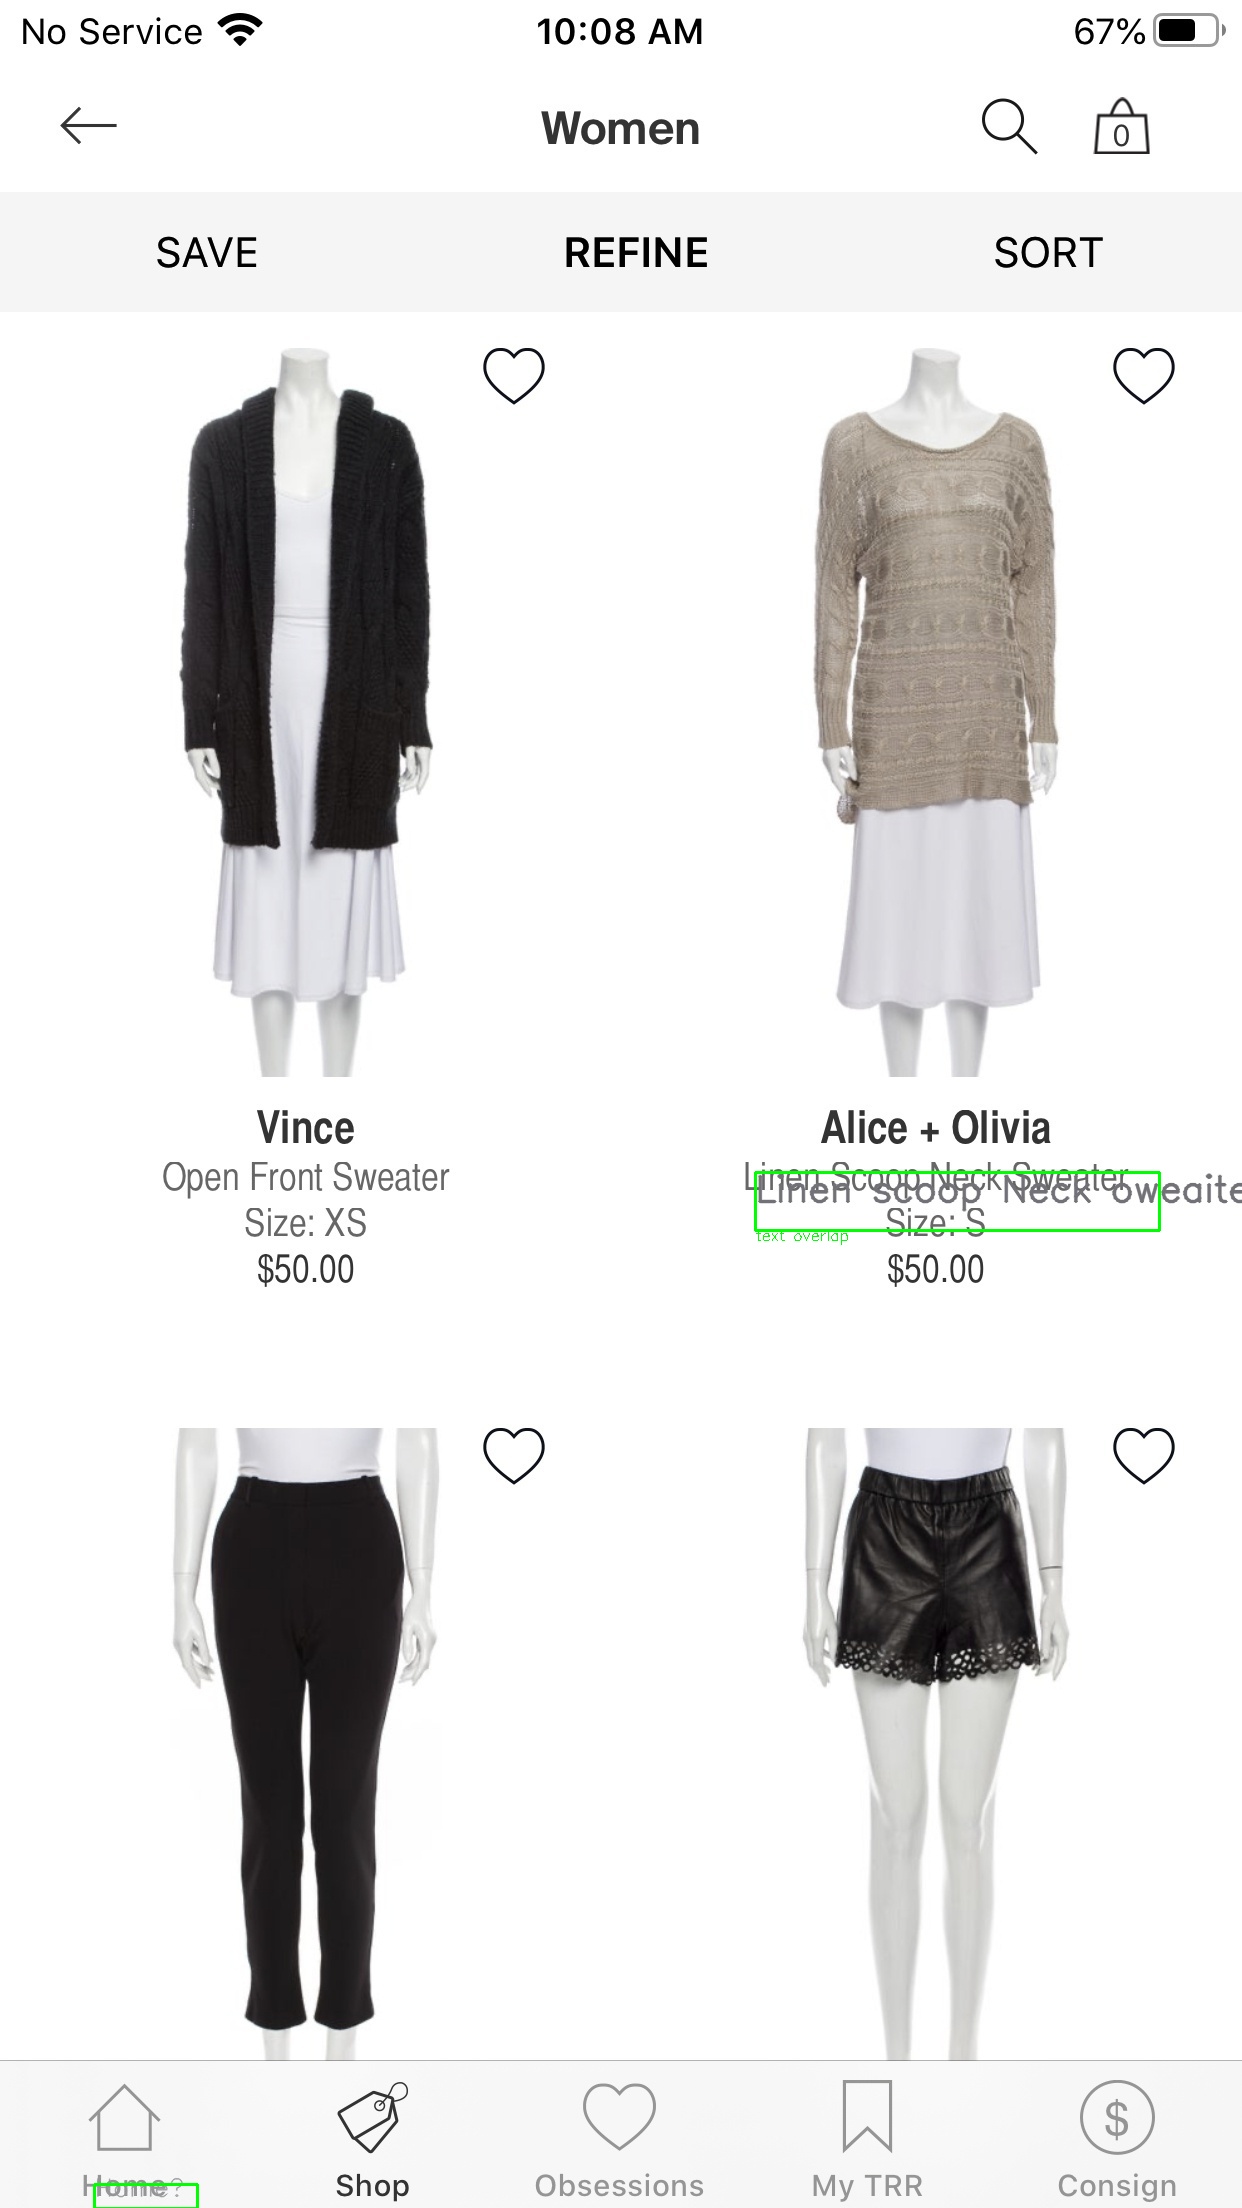 No Service
10:08 AM
67%
Women
0
SAVE
REFINE
SORT
Vince
Open Front Sweater
Size: XS
$50.00
Alice + Olivia
Linen Scoop Neck Sweater
Linen scoop Neck
Size: S
text overlap
$50.00
$
Home
Shop
Obsessions
My TRR
Consign